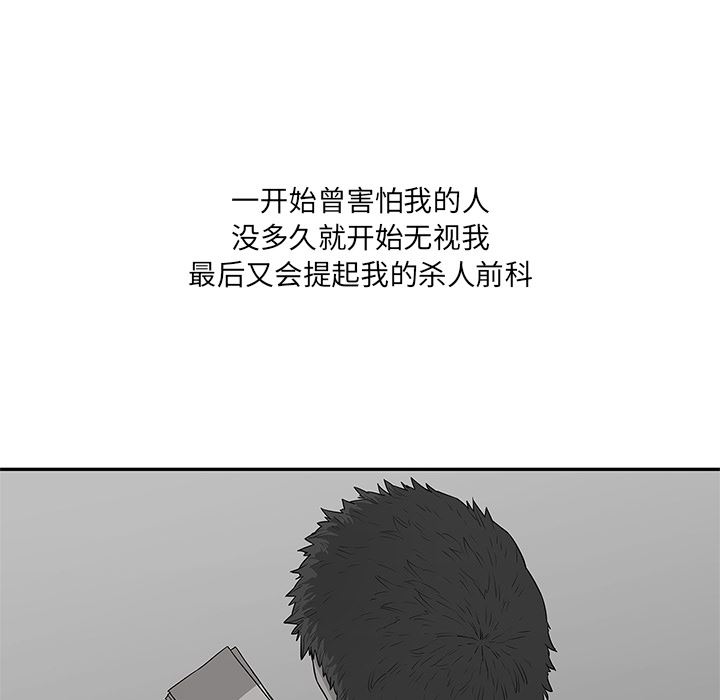 一开始曾害怕我的人
没多久就开始无视我
最后又会提起我的杀人前科